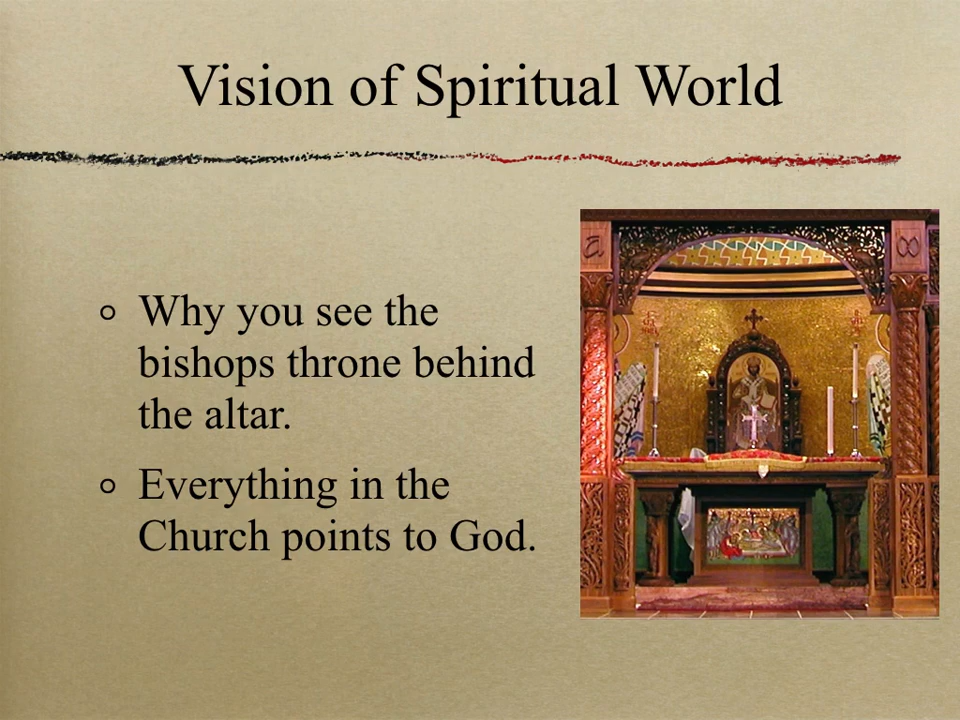 Vision of Spiritual World
Why you see the
bishops throne behind
the altar.
Everything in the
Church points to God.